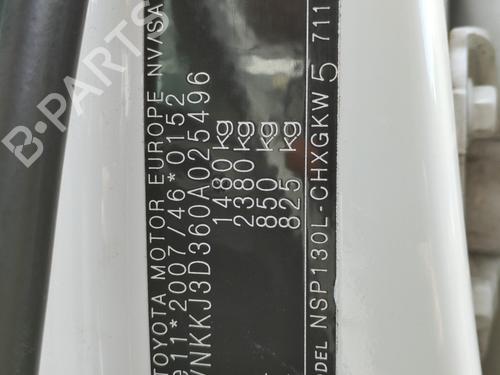 TOYOTA MOTOR EUROPE NV/SA
e11*2007/46*0152
VNKKJ3D360A025496
1480 kg
2380 kg
850 kg
825 kg
MODEL NSP130L-CHXGKW 5 711
B-PARTS